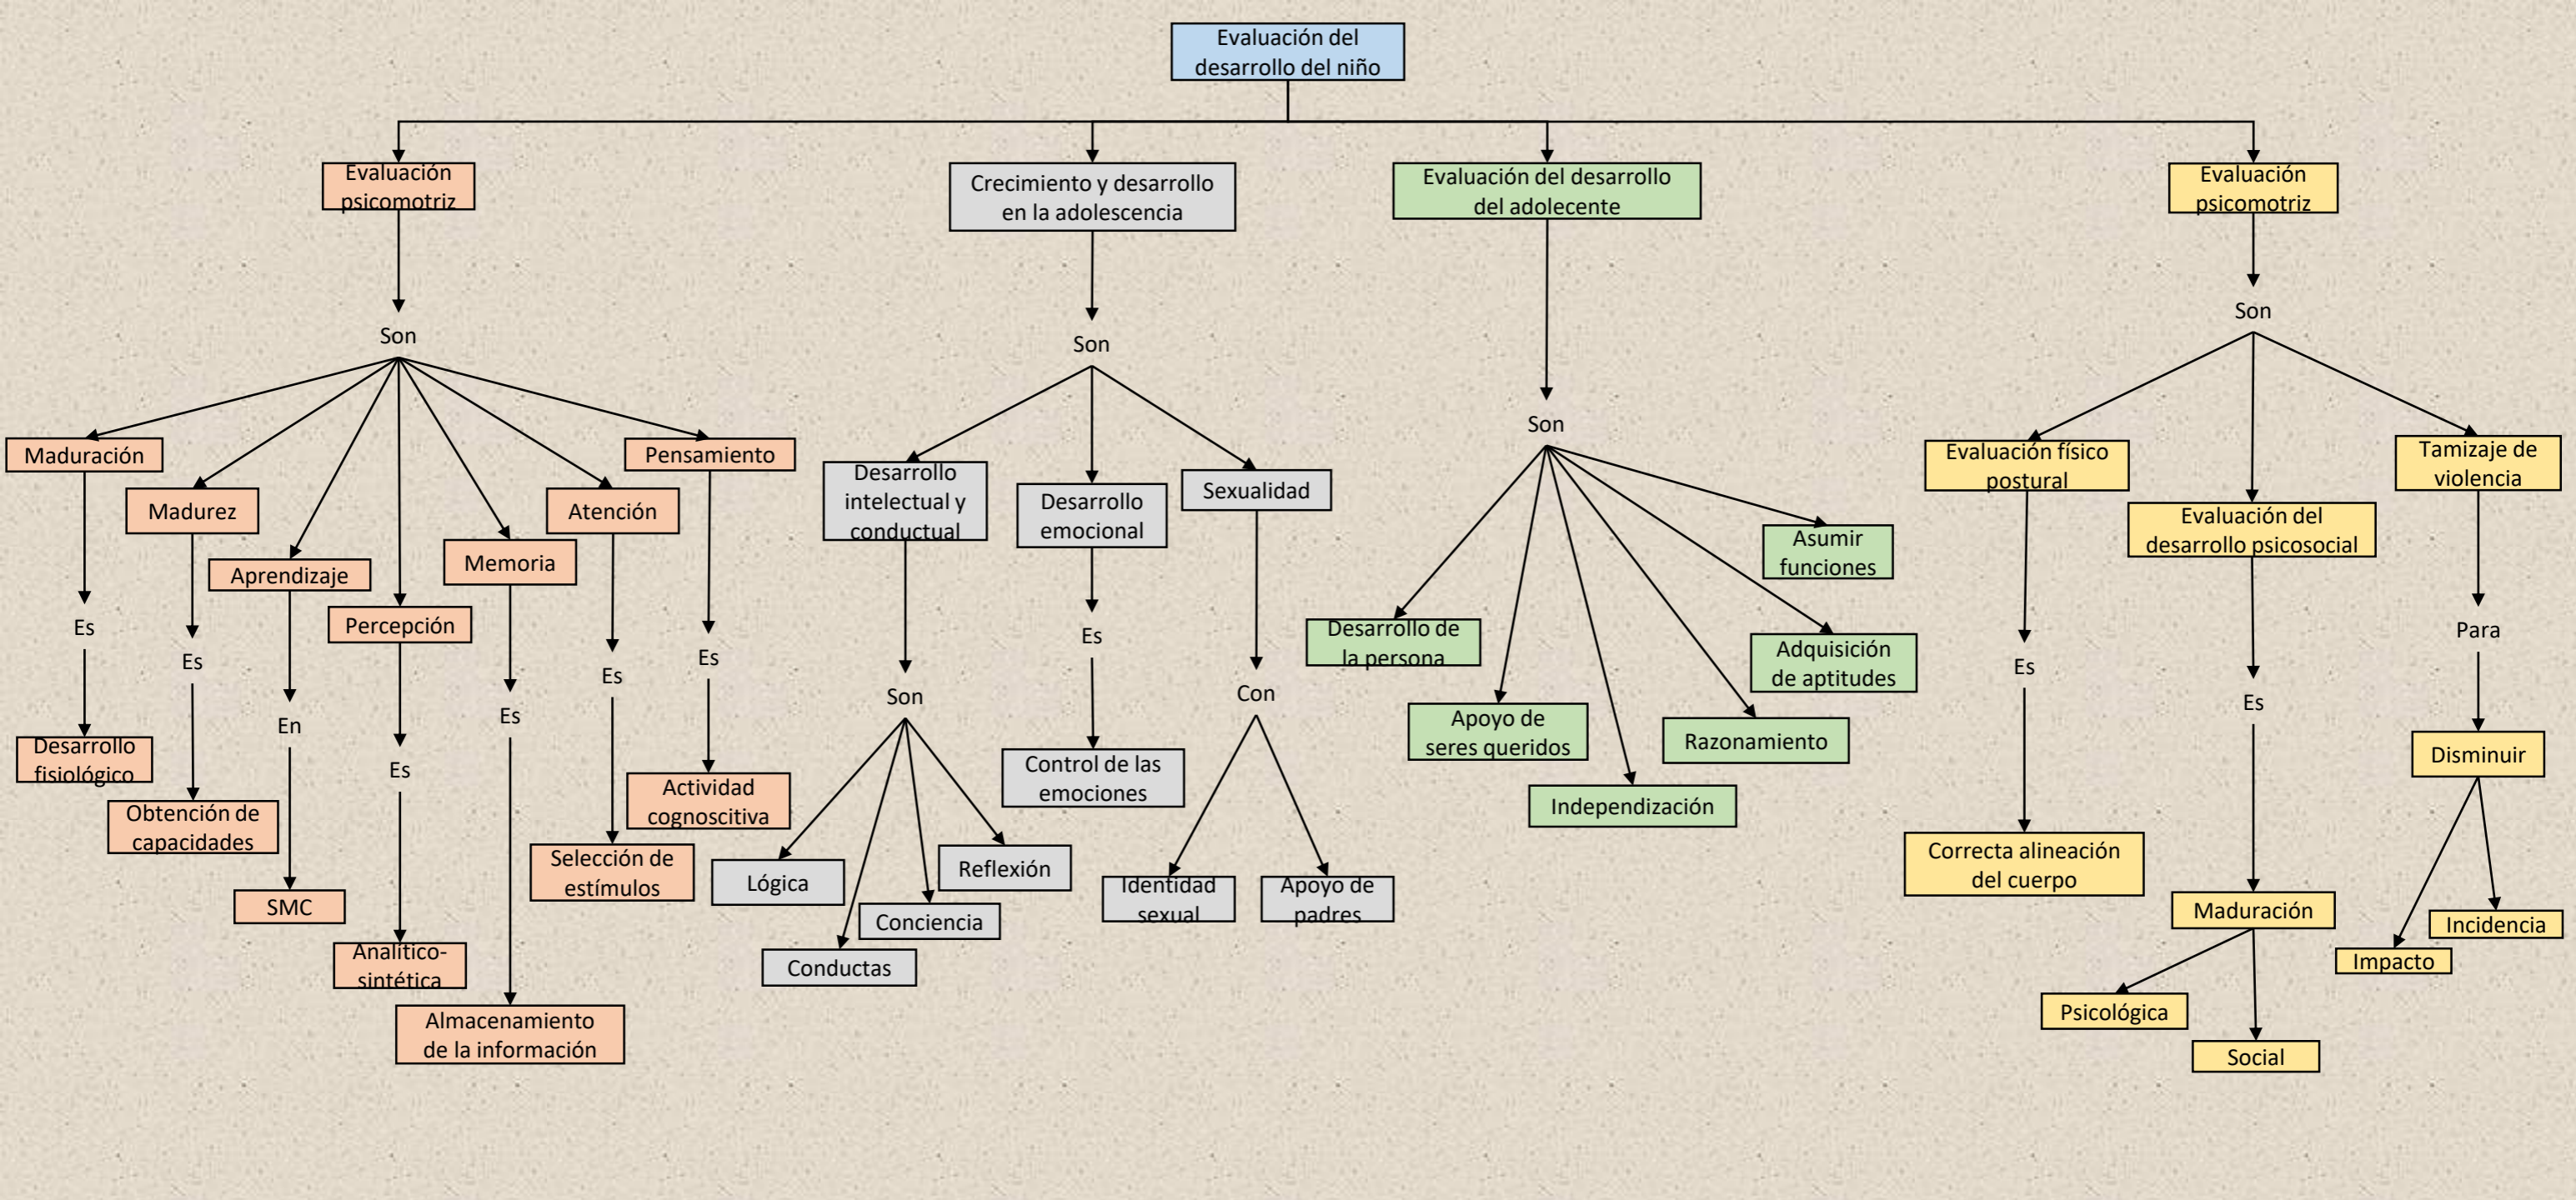 Evaluación del
desarrollo del niño
Evaluación
psicomotriz
Son
Maduración
Es
Desarrollo
fisiológico
Madurez
Es
Obtención de
capacidades
Aprendizaje
En
SMC
Percepción
Es
Analítico-
sintética
Memoria
Es
Almacenamiento
de la información
Atención
Es
Selección de
estímulos
Pensamiento
Es
Actividad
cognoscitiva
Crecimiento y desarrollo
en la adolescencia
Son
Desarrollo
intelectual y
conductual
Son
Lógica
Conductas
Conciencia
Reflexión
Desarrollo
emocional
Es
Control de las
emociones
Sexualidad
Con
Identidad
sexual
Apoyo de
padres
Evaluación del desarrollo
del adolecente
Son
Desarrollo de
la persona
Apoyo de
seres queridos
Independización
Razonamiento
Adquisición
de aptitudes
Asumir
funciones
Evaluación
psicomotriz
Son
Evaluación físico
postural
Es
Correcta alineación
del cuerpo
Evaluación del
desarrollo psicosocial
Es
Maduración
Psicológica
Social
Tamizaje de
violencia
Para
Disminuir
Impacto
Incidencia